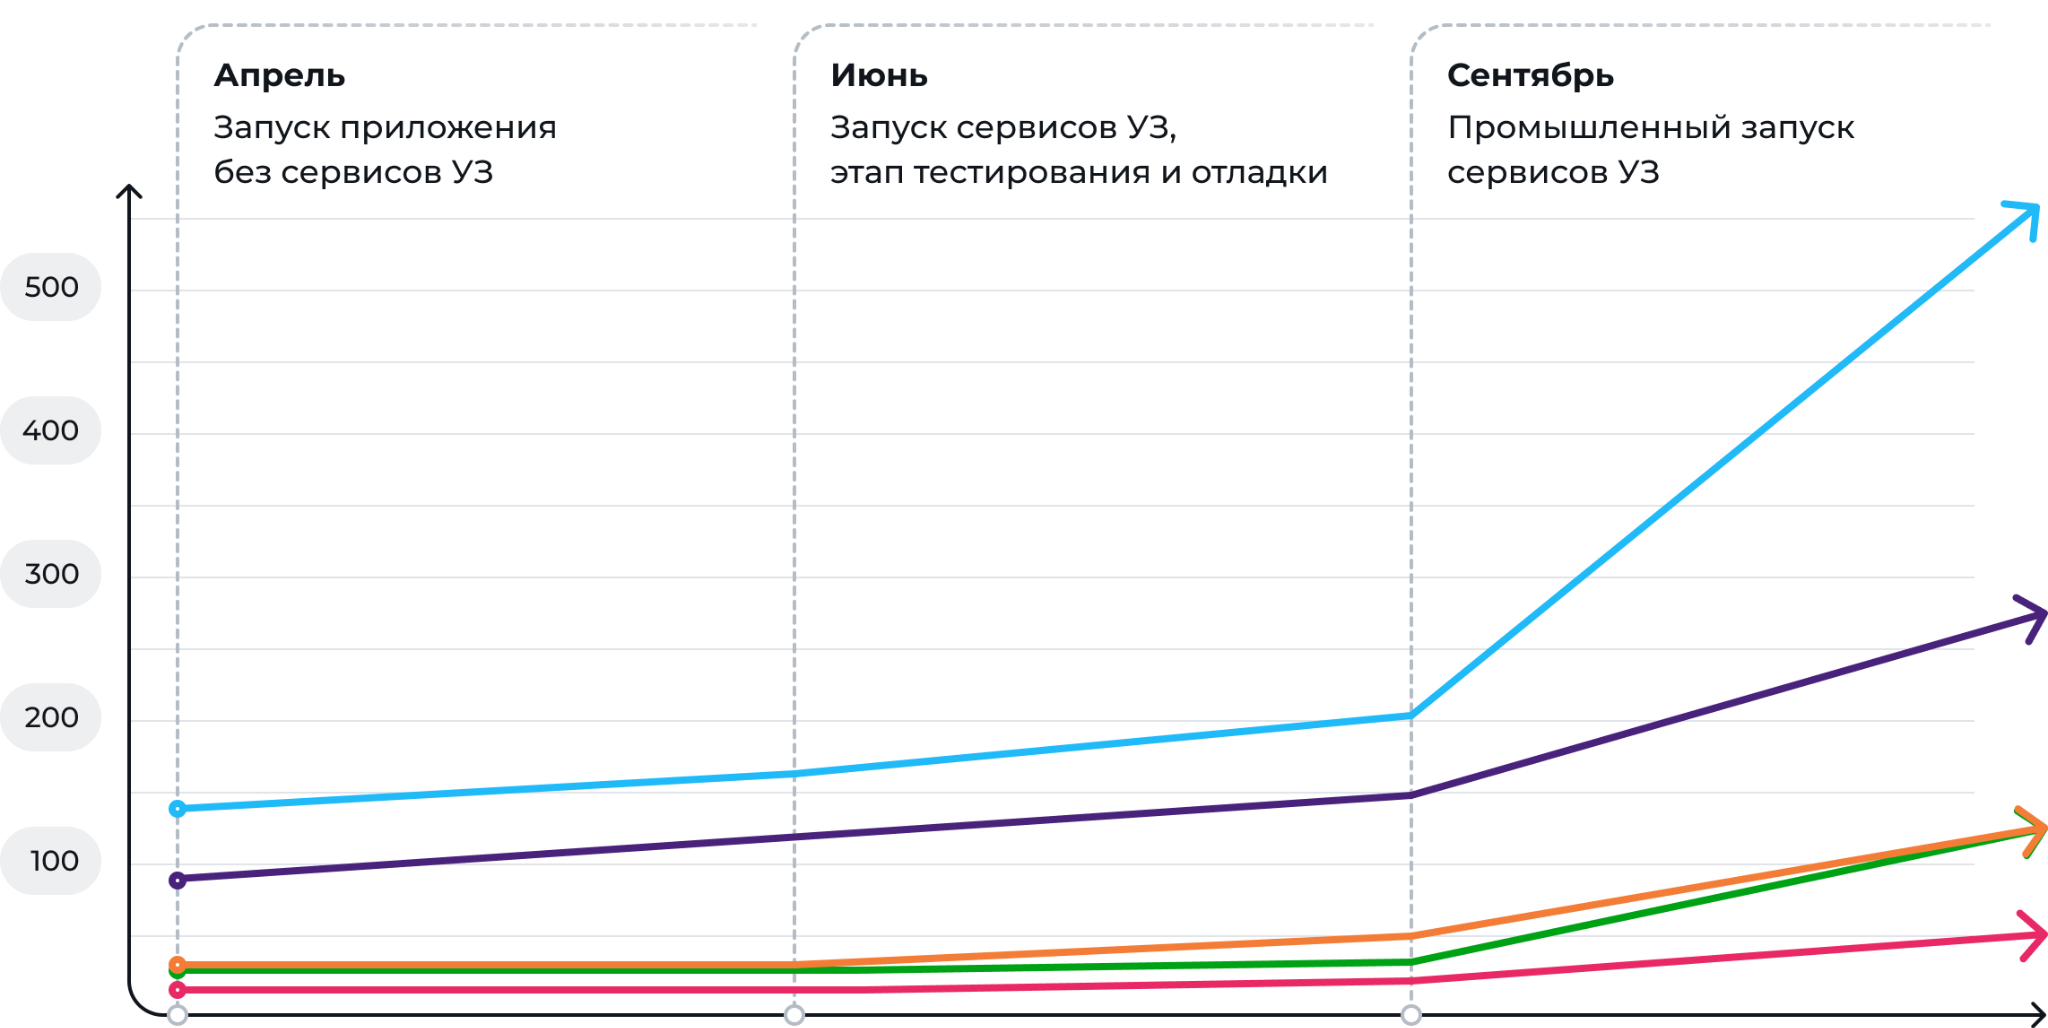 Апрель
Запуск приложения
без сервисов УЗ
Июнь
Запуск сервисов УЗ,
этап тестирования и отладки
Сентябрь
Промышленный запуск
сервисов УЗ
500
400
300
200
100